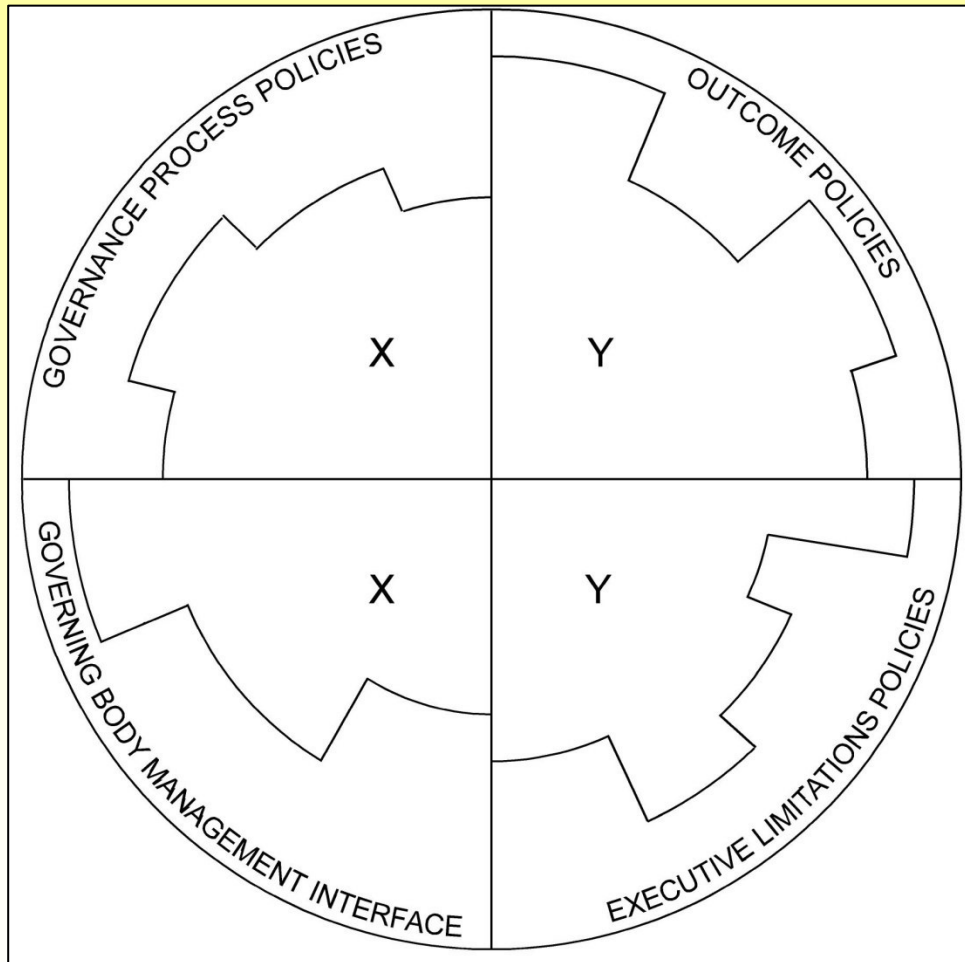 GOVERNANCE PROCESS POLICIES
OUTCOME POLICIES
X
Y
X
Y
GOVERNING BODY MANAGEMENT INTERFACE
EXECUTIVE LIMITATIONS POLICIES